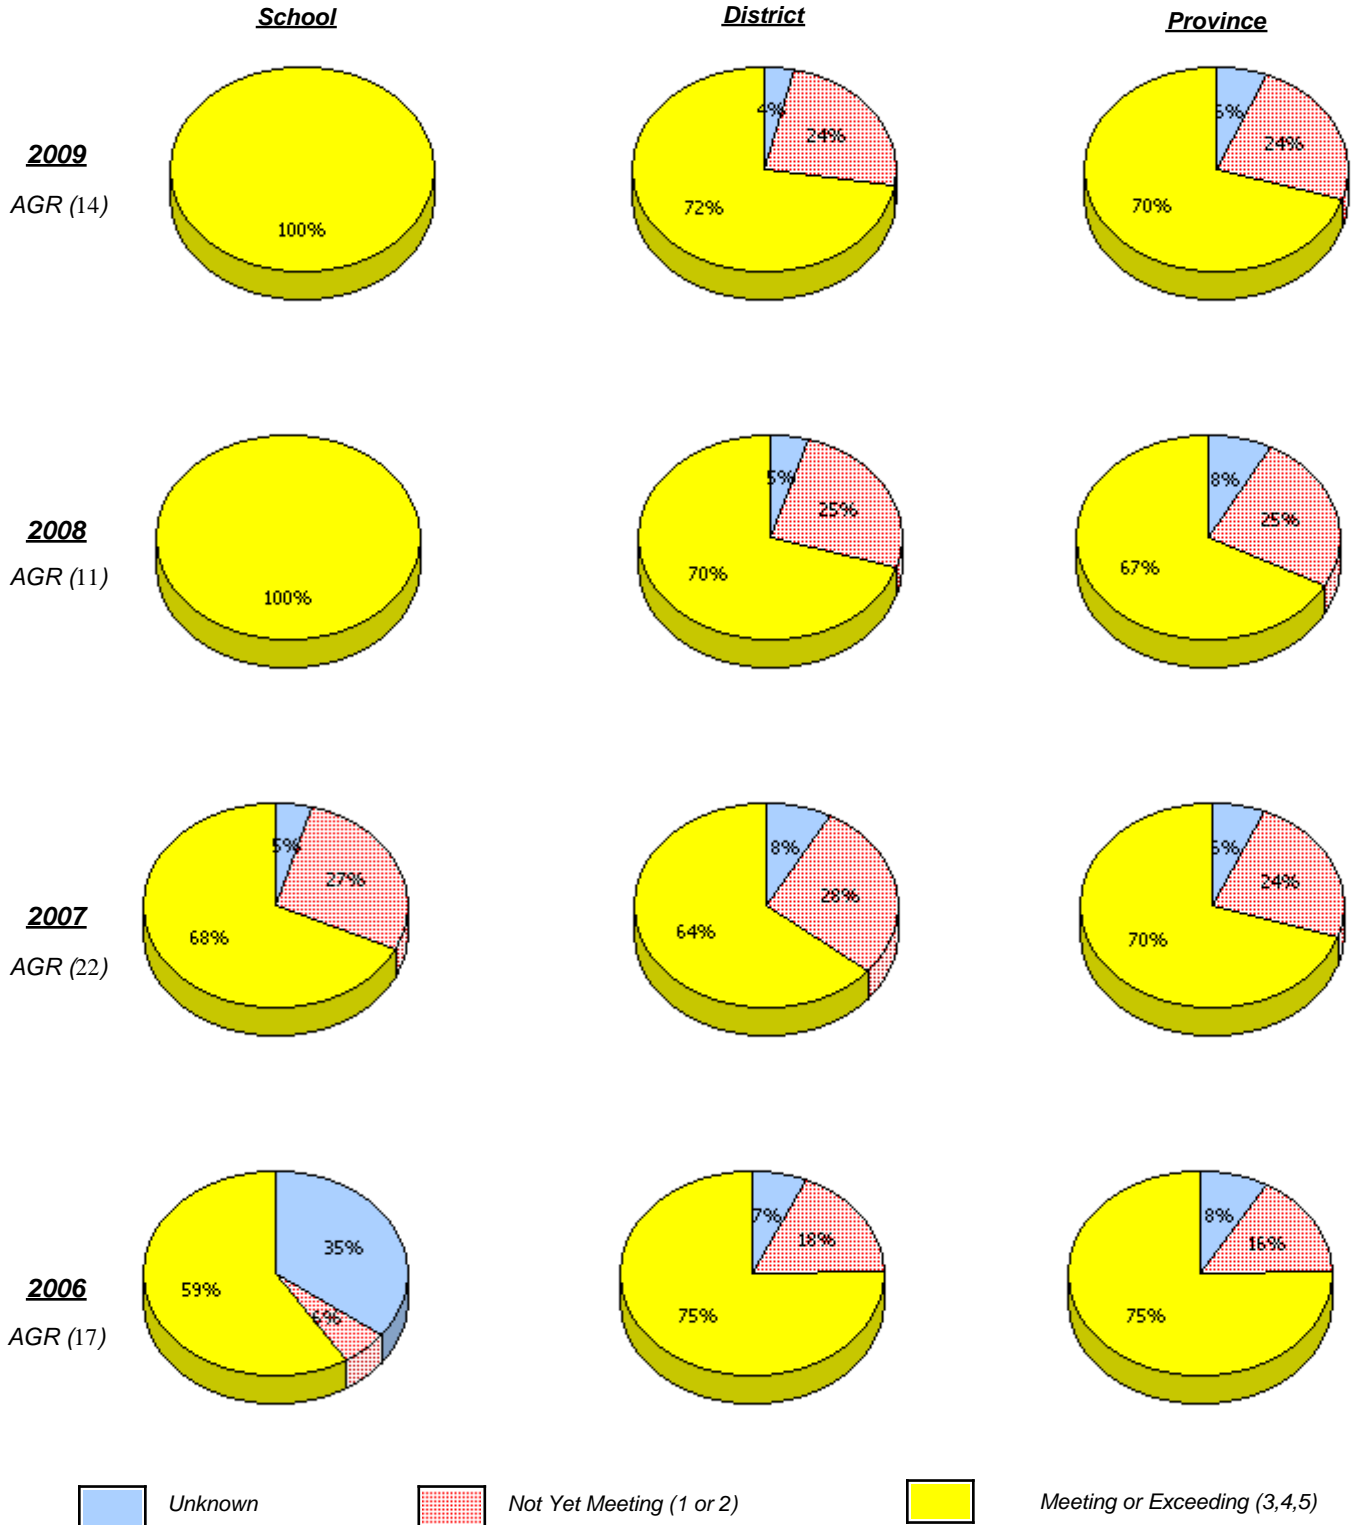 School District Province
2009
AGR (14)
100%
4% 24% 72%
6% 24% 70%
2008
AGR (11)
100%
5% 25% 70%
8% 25% 67%
2007
AGR (22)
5% 27% 68%
8% 28% 64%
6% 24% 70%
2006
AGR (17)
35% 6% 59%
7% 18% 75%
8% 16% 75%
Unknown Not Yet Meeting (1 or 2) Meeting or Exceeding (3,4,5)